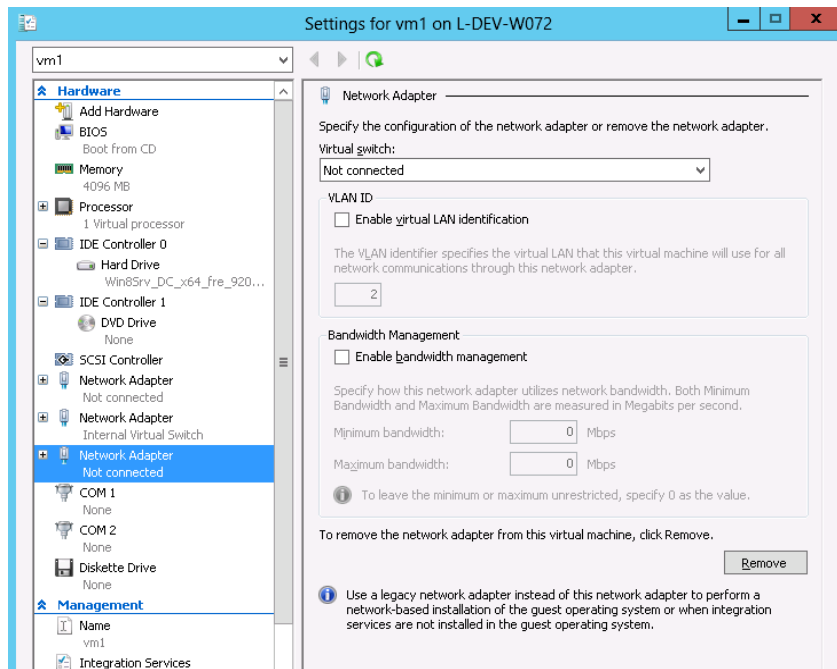 Settings for vm1 on L-DEV-W072
vm1
Hardware
Add Hardware
BIOS
Boot from CD
Memory
4096 MB
Processor
1 Virtual processor
IDE Controller 0
Hard Drive
Win8Srv_DC_x64_fre_920...
IDE Controller 1
DVD Drive
None
SCSI Controller
Network Adapter
Not connected
Network Adapter
Internal Virtual Switch
Network Adapter
Not connected
COM 1
None
COM 2
None
Diskette Drive
None
Management
Name
vm1
Integration Services
Network Adapter
Specify the configuration of the network adapter or remove the network adapter.
Virtual switch:
Not connected
VLAN ID
Enable virtual LAN identification
The VLAN identifier specifies the virtual LAN that this virtual machine will use for all
network communications through this network adapter.
2
Bandwidth Management
Enable bandwidth management
Specify how this network adapter utilizes network bandwidth. Both Minimum
Bandwidth and Maximum Bandwidth are measured in Megabits per second.
Minimum bandwidth: 0 Mbps
Maximum bandwidth: 0 Mbps
To leave the minimum or maximum unrestricted, specify 0 as the value.
To remove the network adapter from this virtual machine, click Remove.
Remove
Use a legacy network adapter instead of this network adapter to perform a
network-based installation of the guest operating system or when integration
services are not installed in the guest operating system.